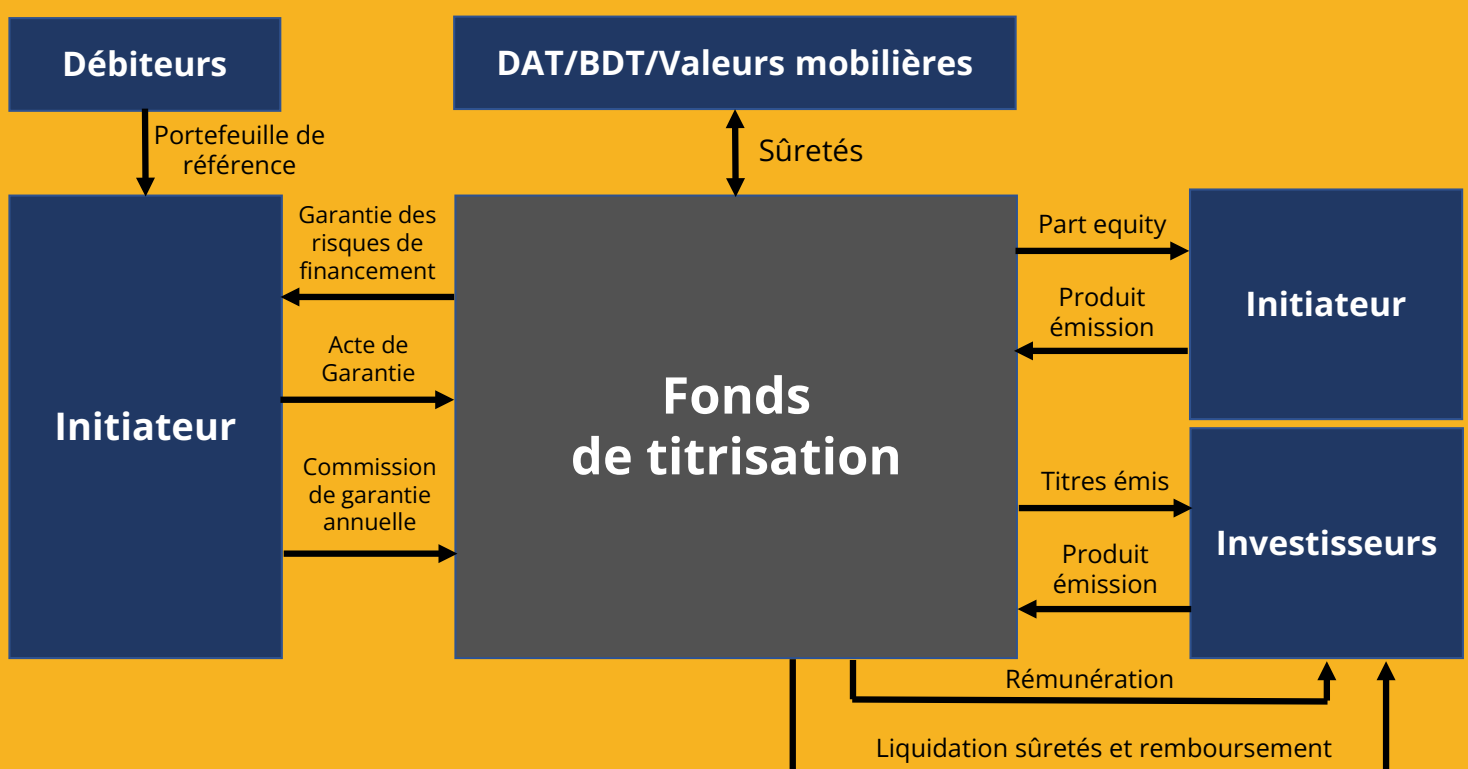 Débiteurs
DAT/BDT/Valeurs mobilières
Portefeuille de
référence
Sûretés
Garantie des
risques de
financement
Acte de
Garantie
Commission
de garantie
annuelle
Initiateur
Fonds
de titrisation
Part equity
Produit
émission
Initiateur
Titres émis
Produit
émission
Investisseurs
Rémunération
Liquidation sûretés et remboursement